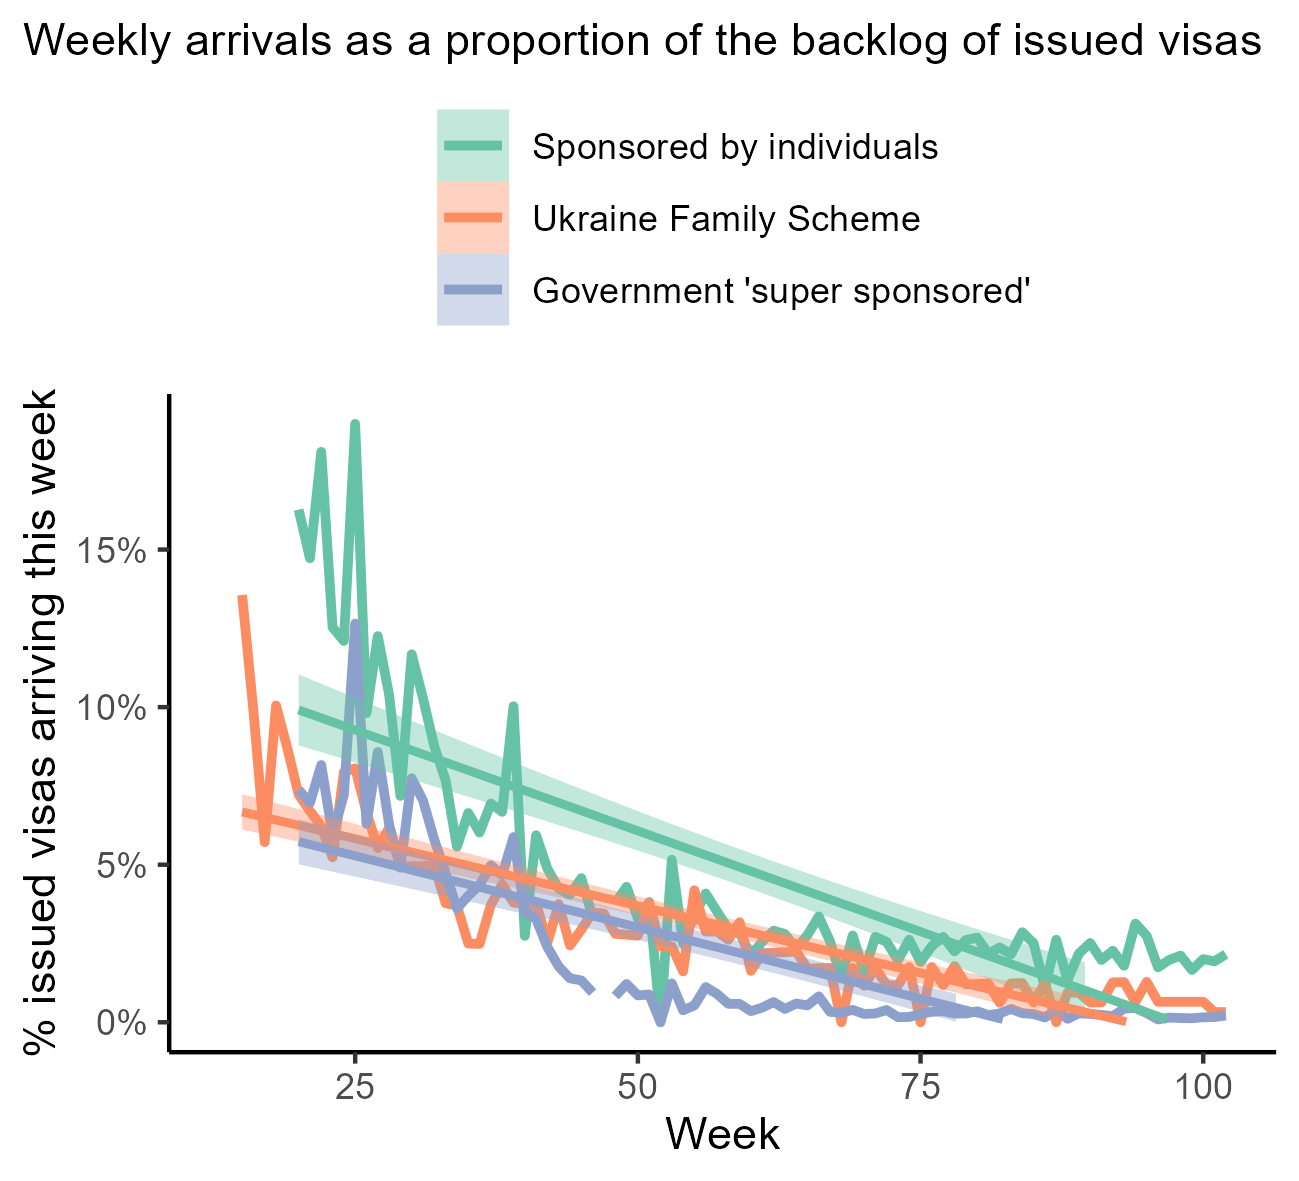 Weekly arrivals as a proportion of the backlog of issued visas
Sponsored by individuals
Ukraine Family Scheme
Government 'super sponsored'
% issued visas arriving this week
15%
10%
5%
0%
25 50 75 100
Week